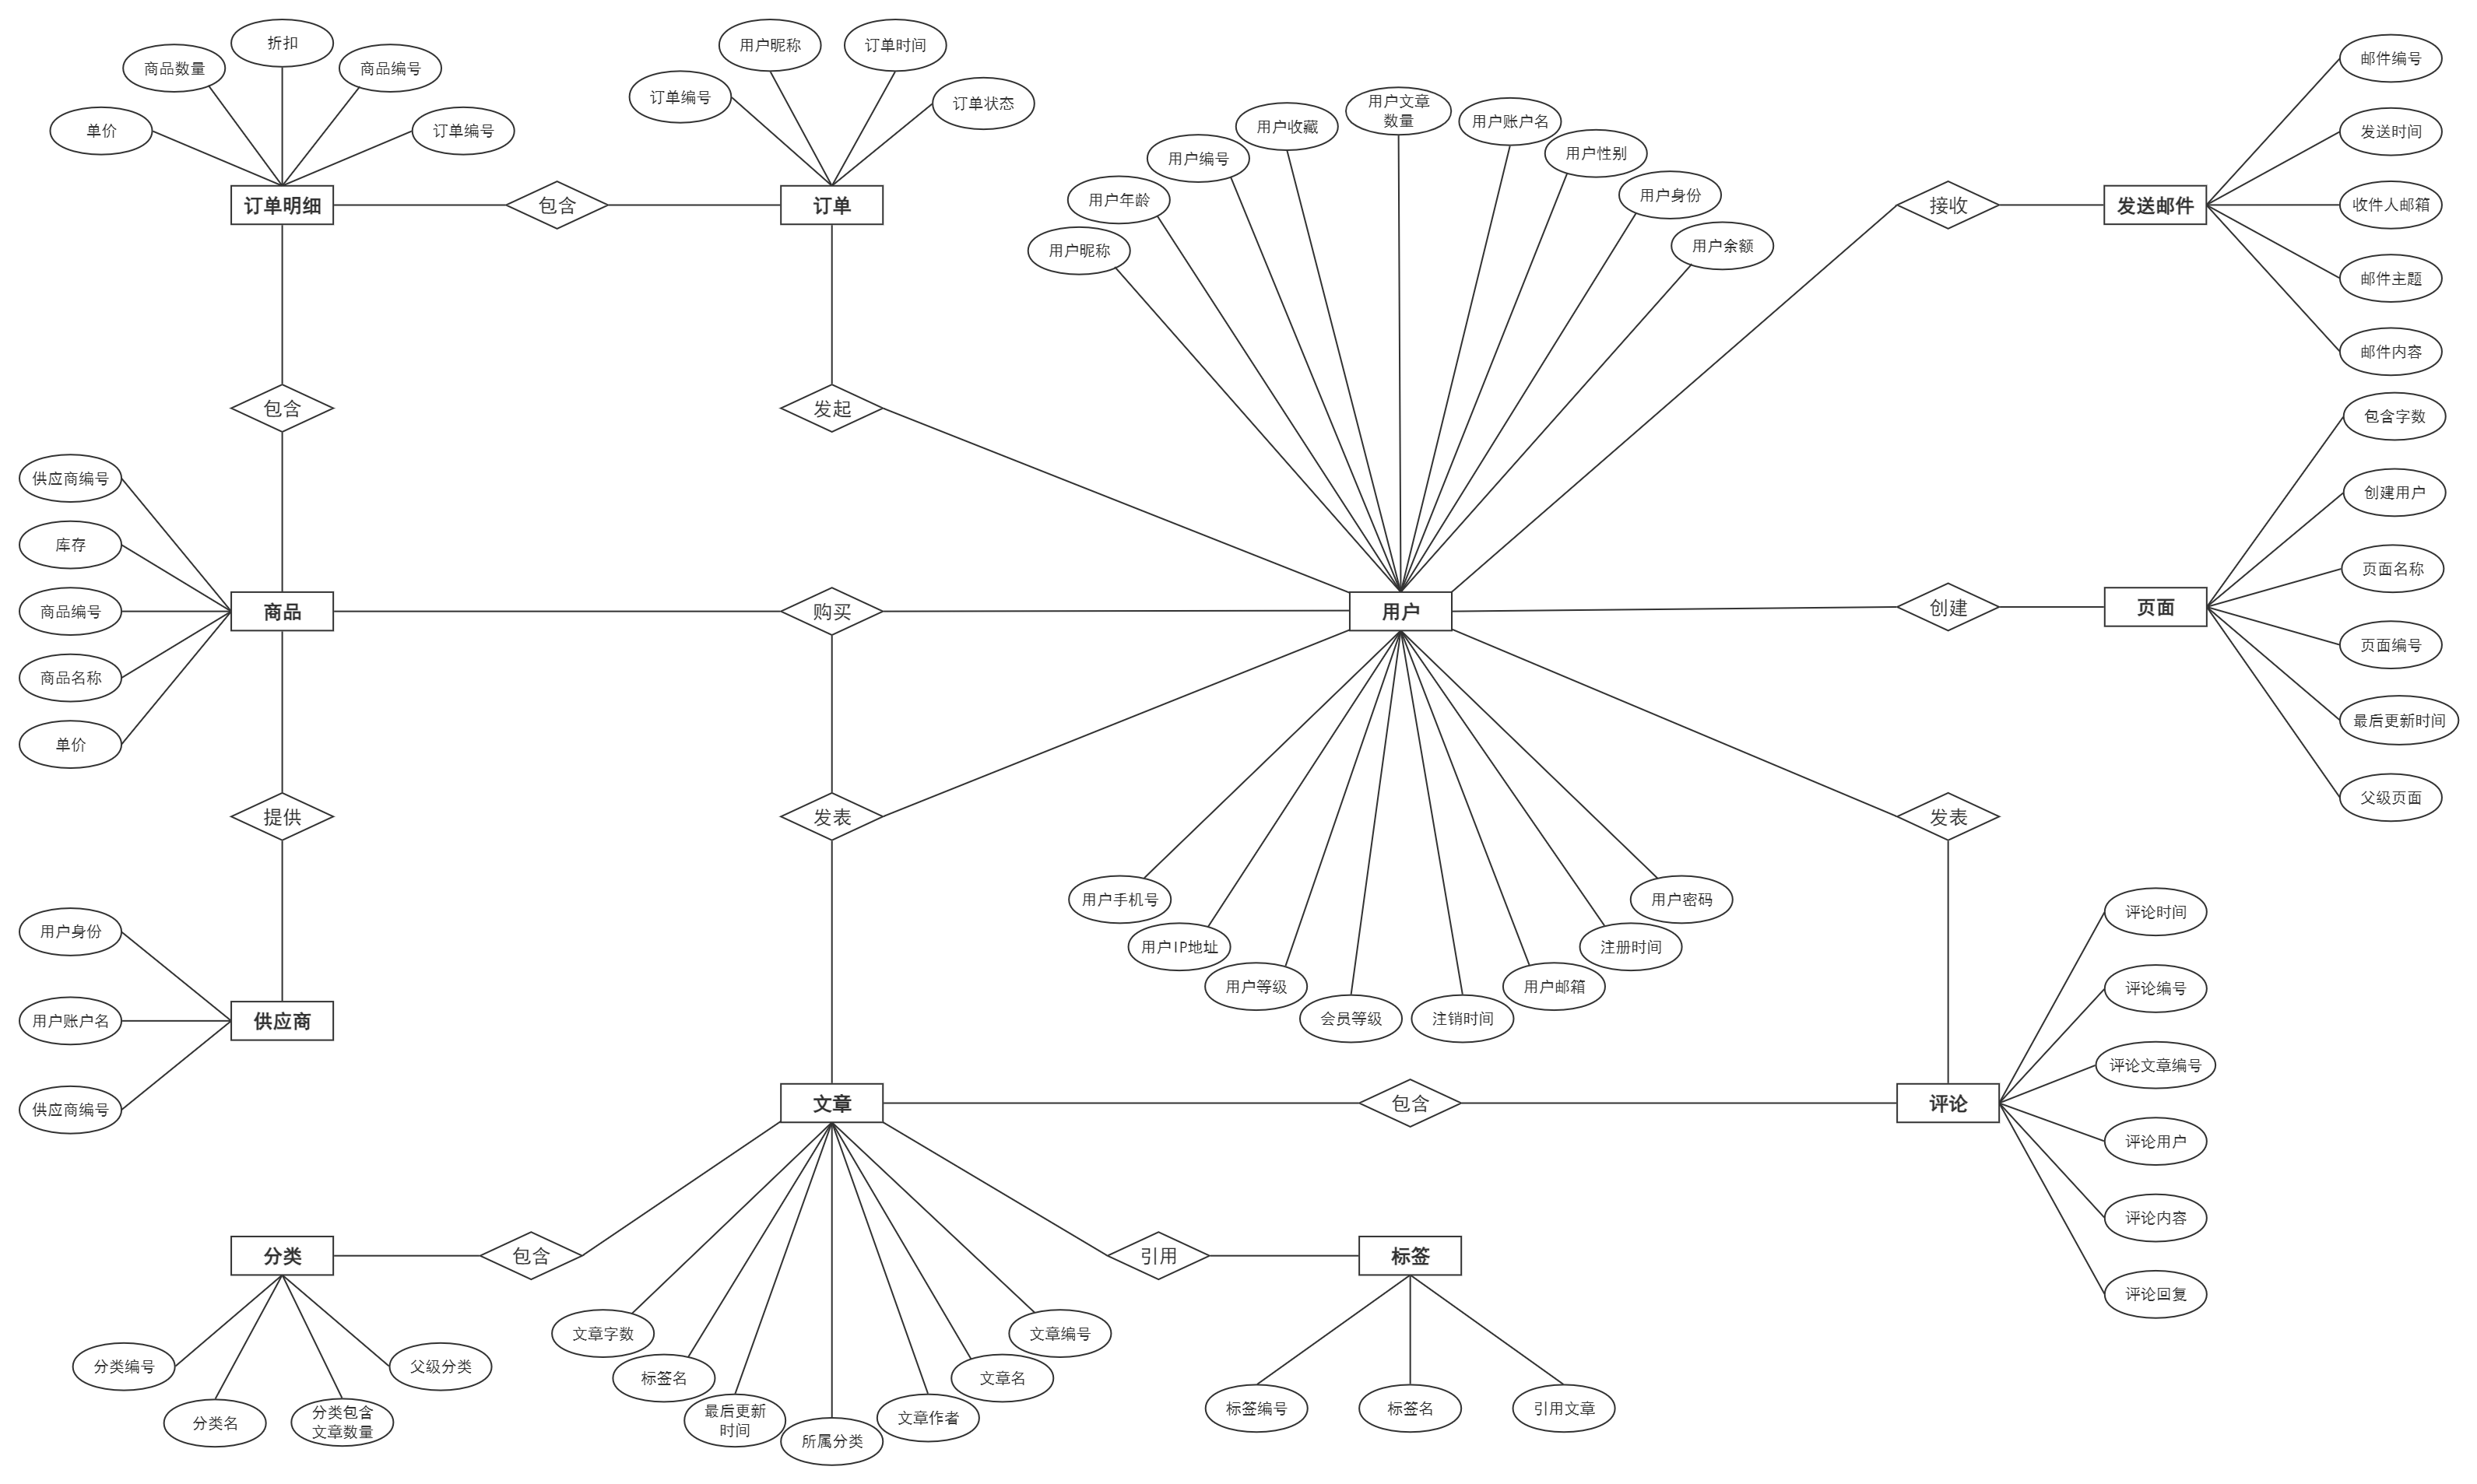 折扣
商品数量
商品编号
单价
订单编号
用户昵称
订单时间
订单编号
订单状态
订单明细
包含
订单
用户文章
数量
用户收藏
用户账户名
用户编号
用户性别
用户年龄
用户身份
用户昵称
用户余额
接收
发送邮件
邮件编号
发送时间
收件人邮箱
邮件主题
邮件内容
包含
发起
供应商编号
库存
商品编号
商品名称
单价
商品
购买
用户
创建
页面
包含字数
创建用户
页面名称
页面编号
最后更新时间
父级页面
提供
发表
发表
用户身份
用户账户名
供应商编号
供应商
用户手机号
用户IP地址
用户等级
会员等级
注销时间
用户邮箱
注册时间
用户密码
评论时间
评论编号
评论文章编号
评论用户
评论内容
评论回复
文章
包含
评论
分类
包含
引用
标签
分类编号
分类名
分类包含
文章数量
父级分类
文章字数
标签名
最后更新
时间
所属分类
文章作者
文章名
文章编号
标签编号
标签名
引用文章